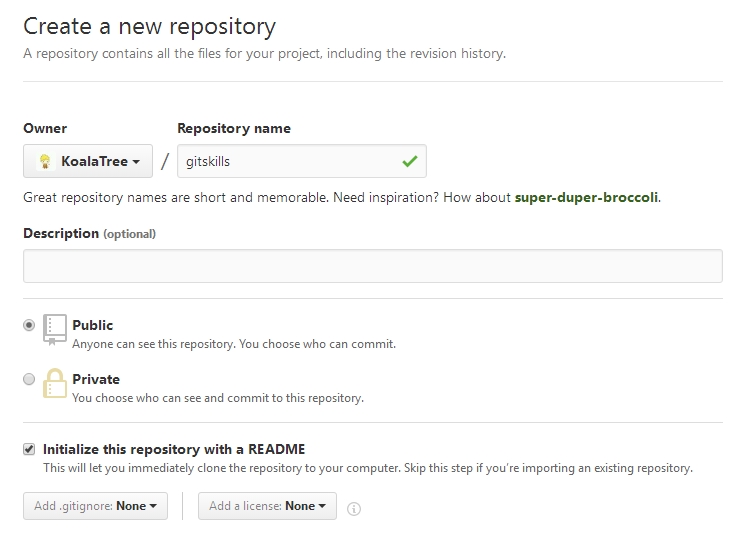 Create a new repository
A repository contains all the files for your project, including the revision history.
Owner Repository name
KoalaTree / gitskills
Great repository names are short and memorable. Need inspiration? How about super-duper-broccoli.
Description (optional)
Public
Anyone can see this repository. You choose who can commit.
Private
You choose who can see and commit to this repository.
Initialize this repository with a README
This will let you immediately clone the repository to your computer. Skip this step if you're importing an existing repository.
Add .gitignore: None Add a license: None